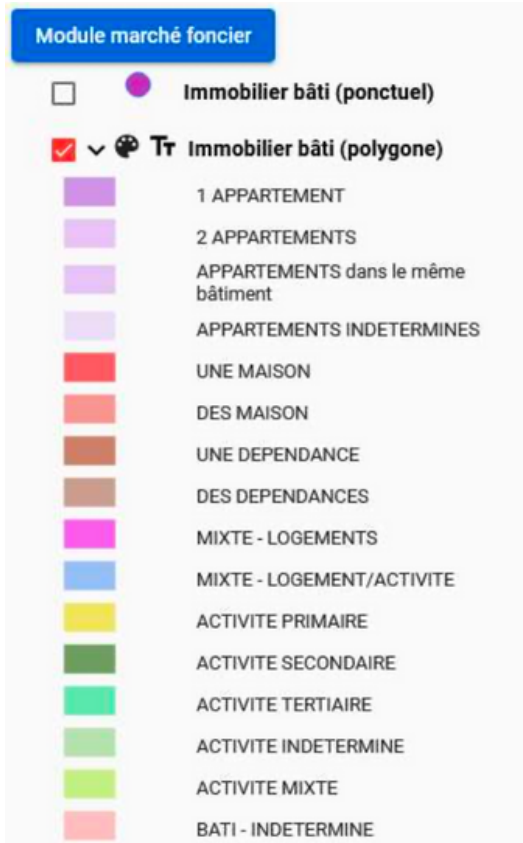 Module marché foncier
Immobilier bâti (ponctuel)
Tт Immobilier bâti (polygone)
1 APPARTEMENT
2 APPARTEMENTS
APPARTEMENTS dans le même
bâtiment
APPARTEMENTS INDETERMINES
UNE MAISON
DES MAISON
UNE DEPENDANCE
DES DEPENDANCES
MIXTE - LOGEMENTS
MIXTE - LOGEMENT/ACTIVITE
ACTIVITE PRIMAIRE
ACTIVITE SECONDAIRE
ACTIVITE TERTIAIRE
ACTIVITE INDETERMINE
ACTIVITE MIXTE
BATI - INDETERMINE